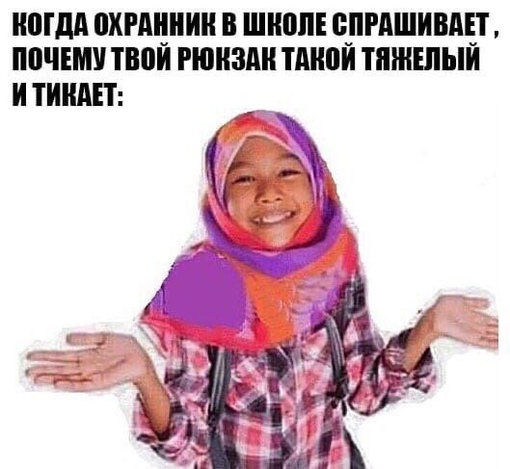 КОГДА ОХРАННИК В ШКОЛЕ СПРАШИВАЕТ ,
ПОЧЕМУ ТВОЙ РЮКЗАК ТАКОЙ ТЯЖЕЛЫЙ
И ТИКАЕТ: